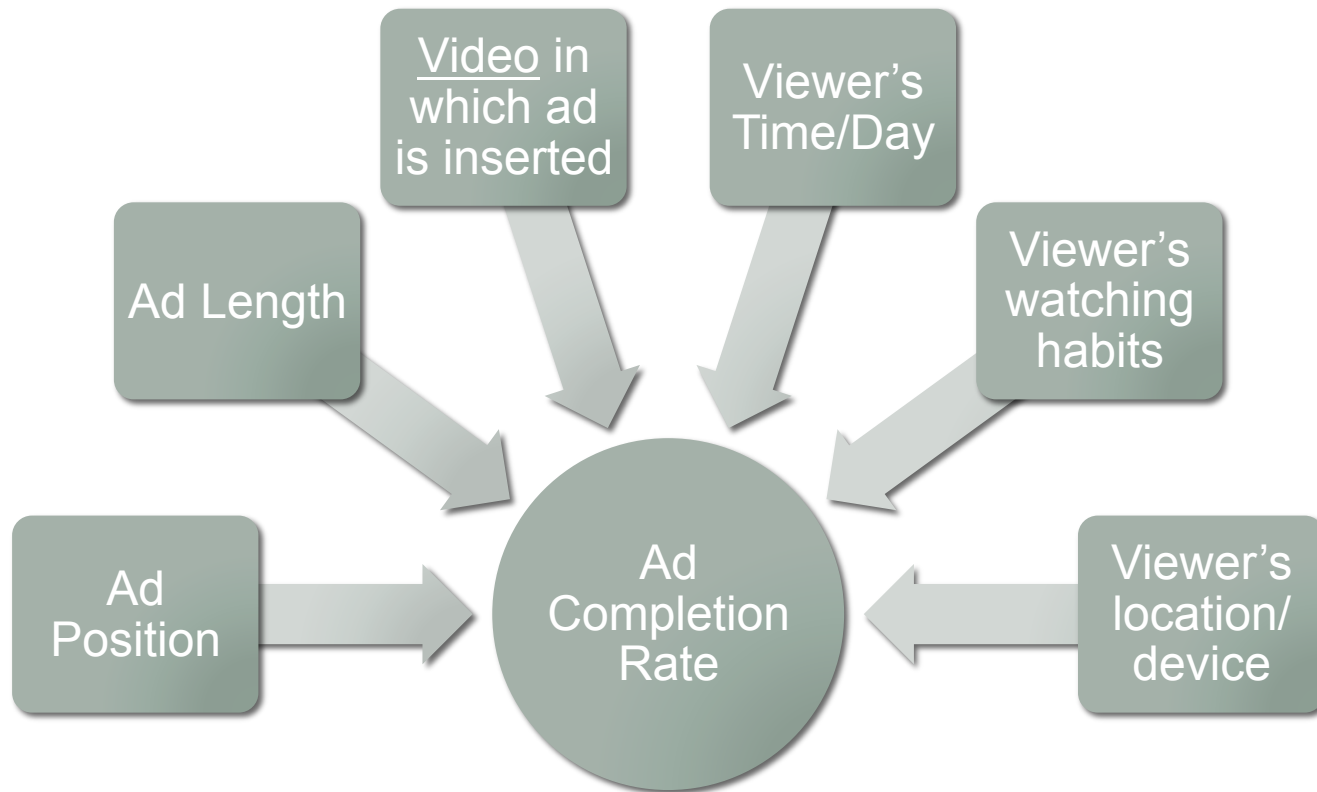 Video in
which ad
is inserted
Viewer’s
Time/Day
Ad Length
Viewer’s
watching
habits
Ad
Position
Ad
Completion
Rate
Viewer’s
location/
device